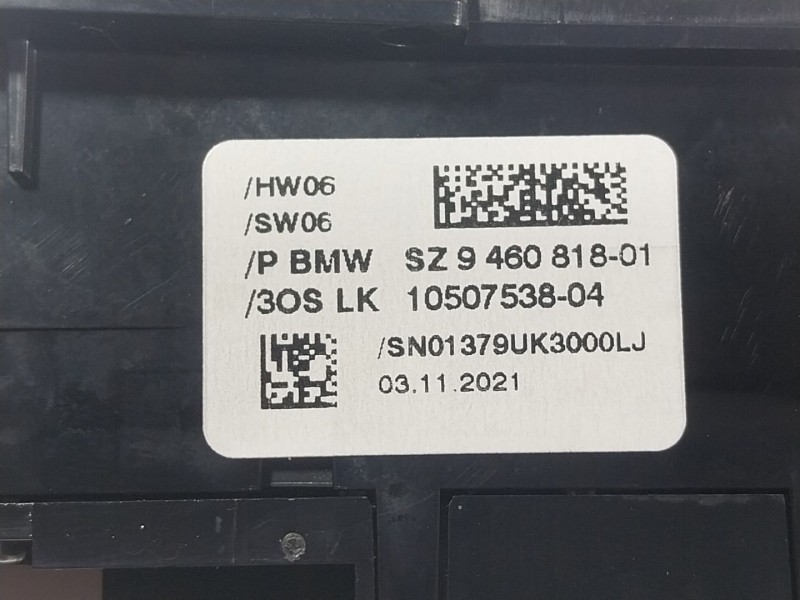 /HW06
/SW06
/P BMW SZ 9 460 818-01
/3OS LK 10507538-04
/SN01379UK3000LJ
03.11.2021